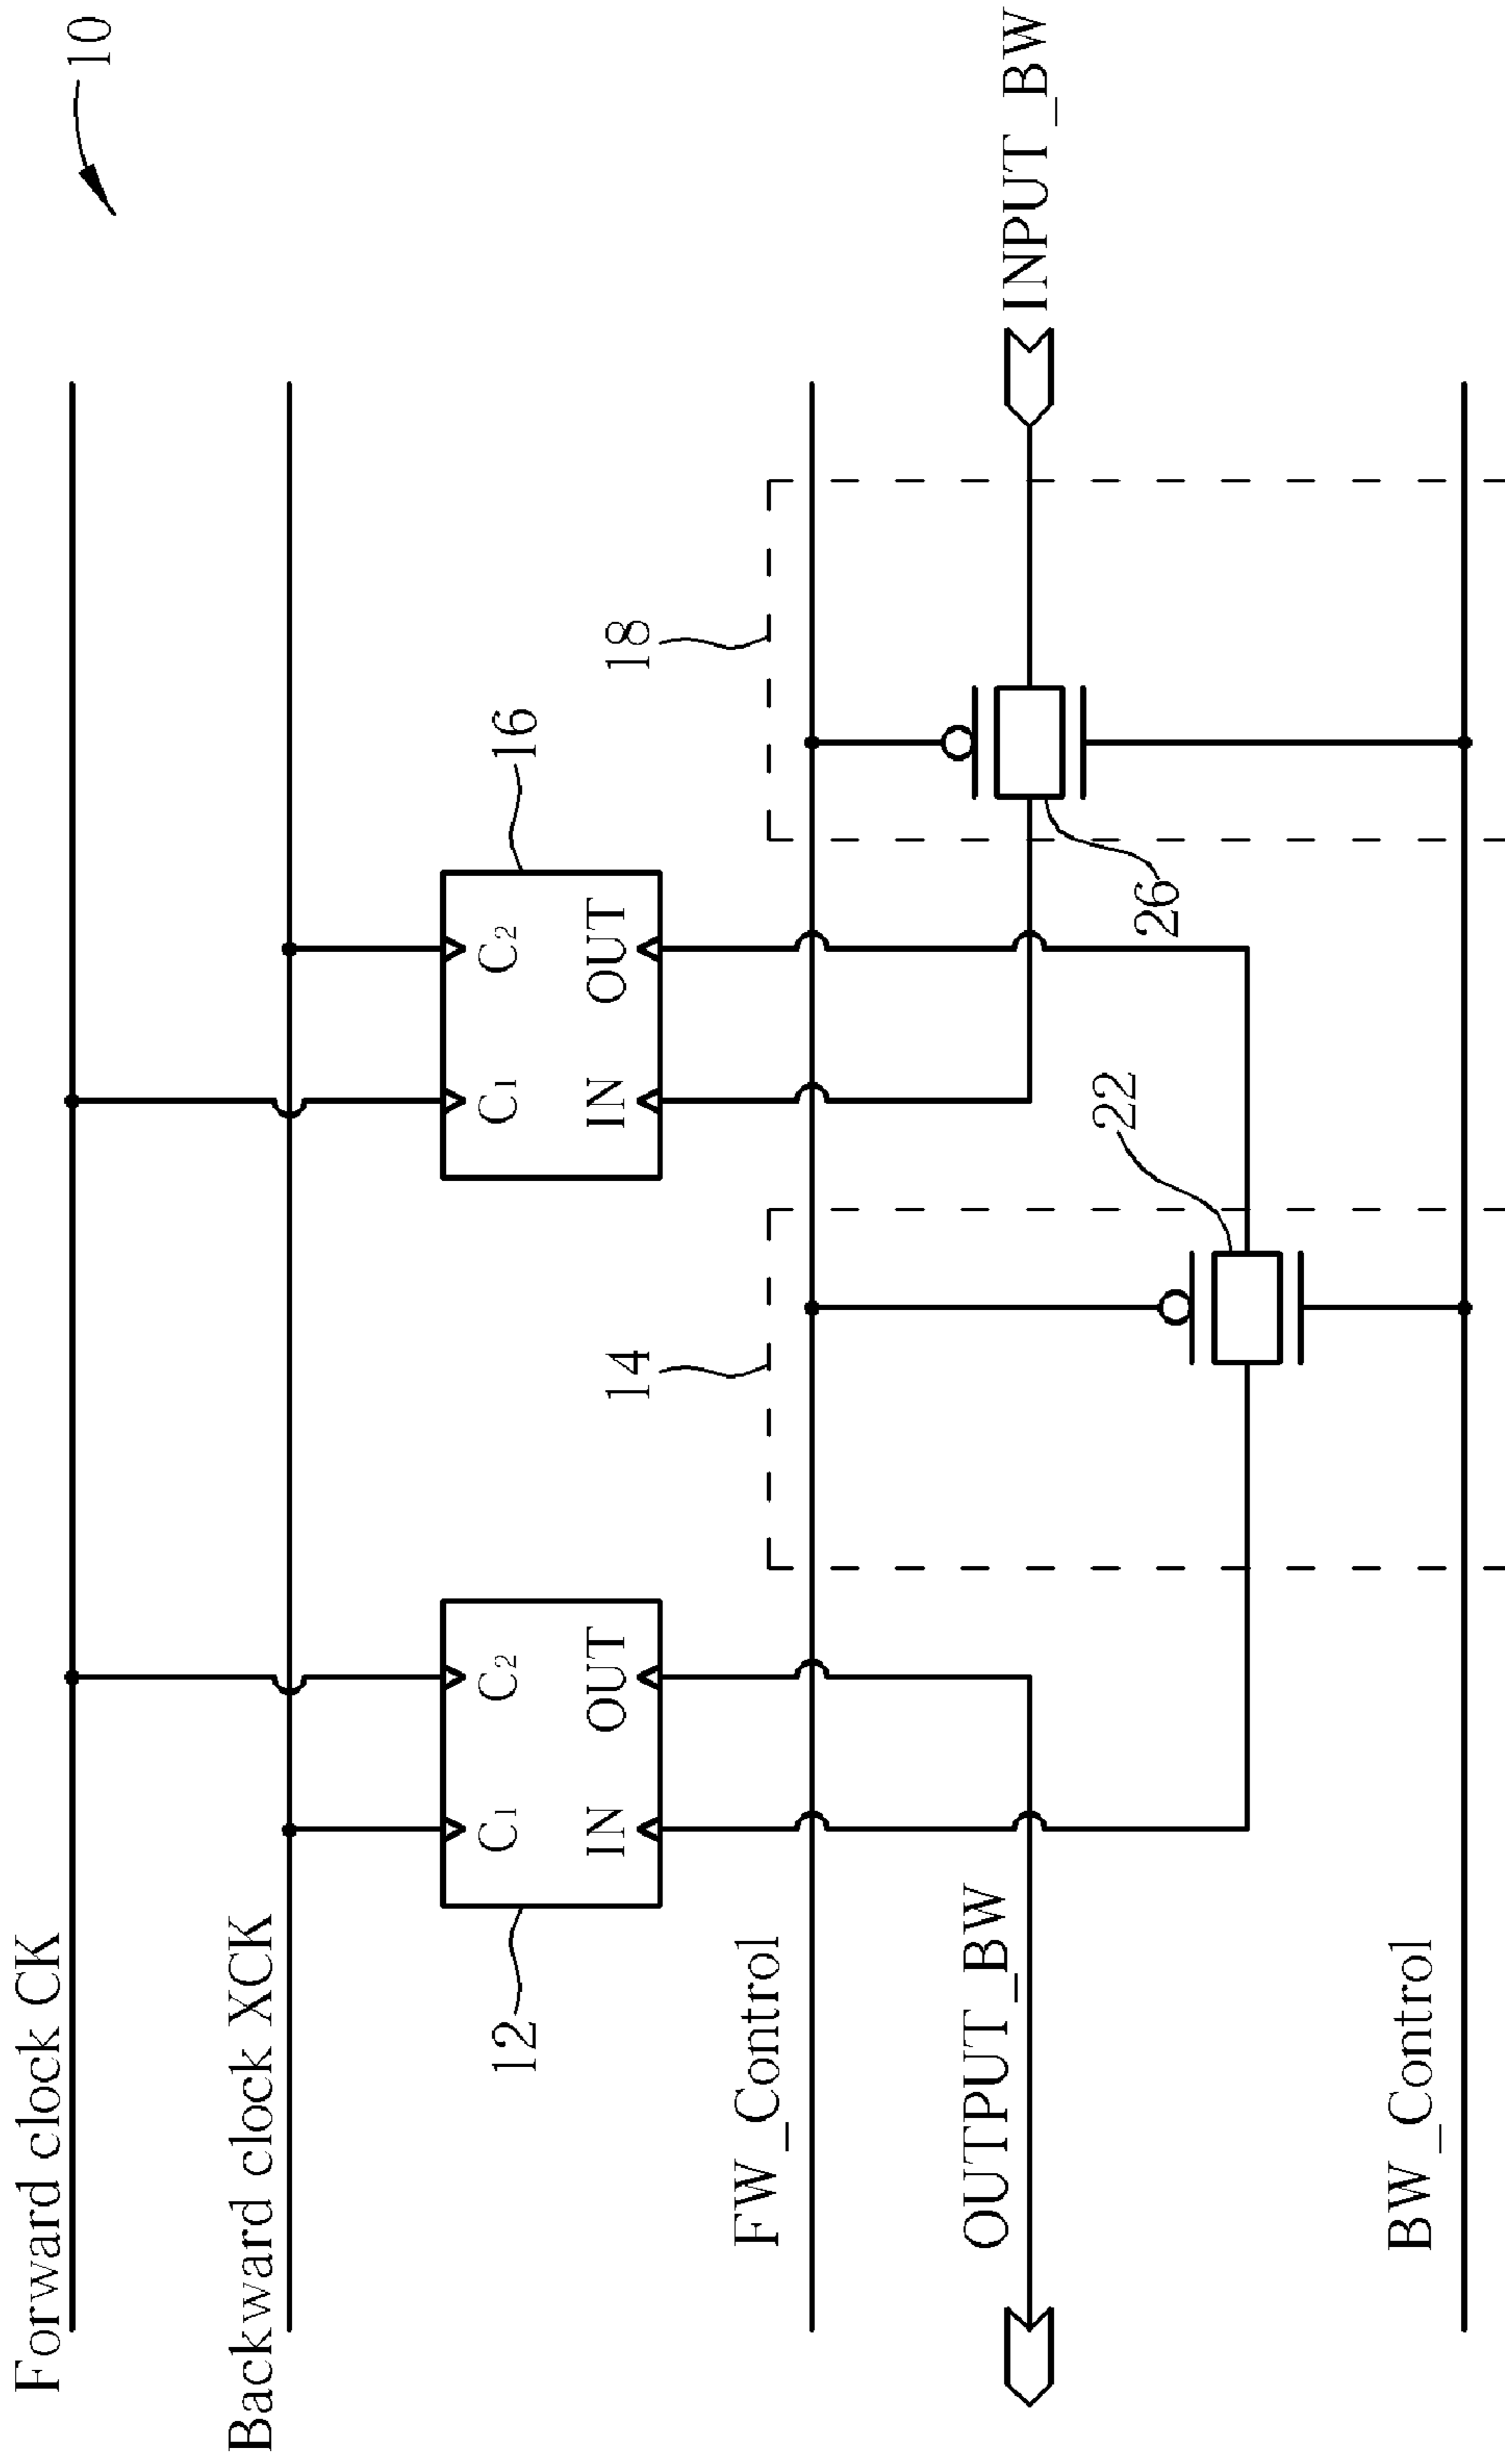 10
Forward clock CK
Backward clock XCK
C1 C2
IN OUT
12
C1 C2
IN OUT
16
14
18
FW_Control
OUTPUT_BW
INPUT_BW
22
26
BW_Control